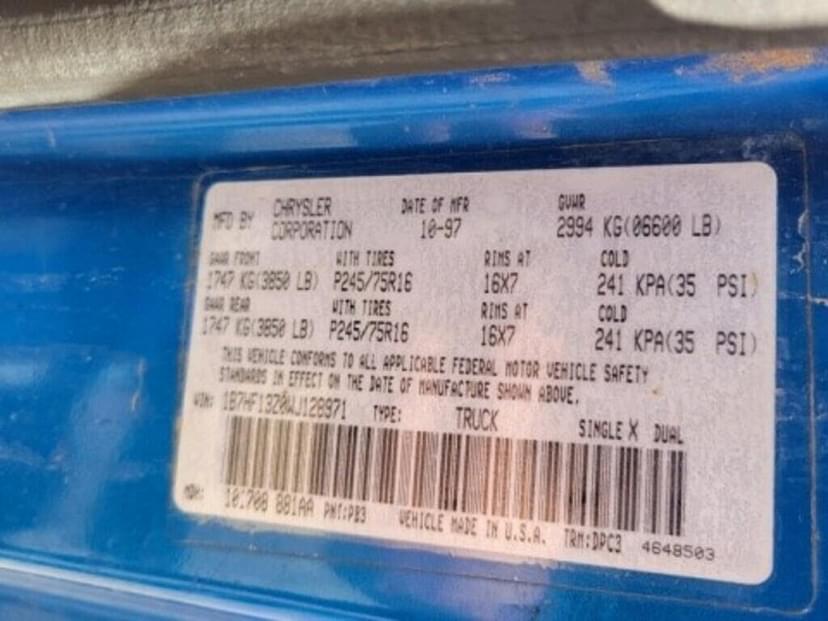 MFD BY CHRYSLER CORPORATION DATE OF MFR 10-97 GVWR 2994 KG(06600 LB)
GAWR FRONT WITH TIRES RIMS AT COLD
1747 KG(3850 LB) P245/75R16 16X7 241 KPA(35 PSI)
GAWR REAR WITH TIRES RIMS AT COLD
1747 KG(3850 LB) P245/75R16 16X7 241 KPA(35 PSI)
THIS VEHICLE CONFORMS TO ALL APPLICABLE FEDERAL MOTOR VEHICLE SAFETY
STANDARDS IN EFFECT ON THE DATE OF MANUFACTURE SHOWN ABOVE.
VIN: 1B7HF13Z0WJ128971 TYPE: TRUCK SINGLE X DUAL
MDH: 881AA PNT:PB3 VEHICLE MADE IN U.S.A. TRM:DPC3 4648503